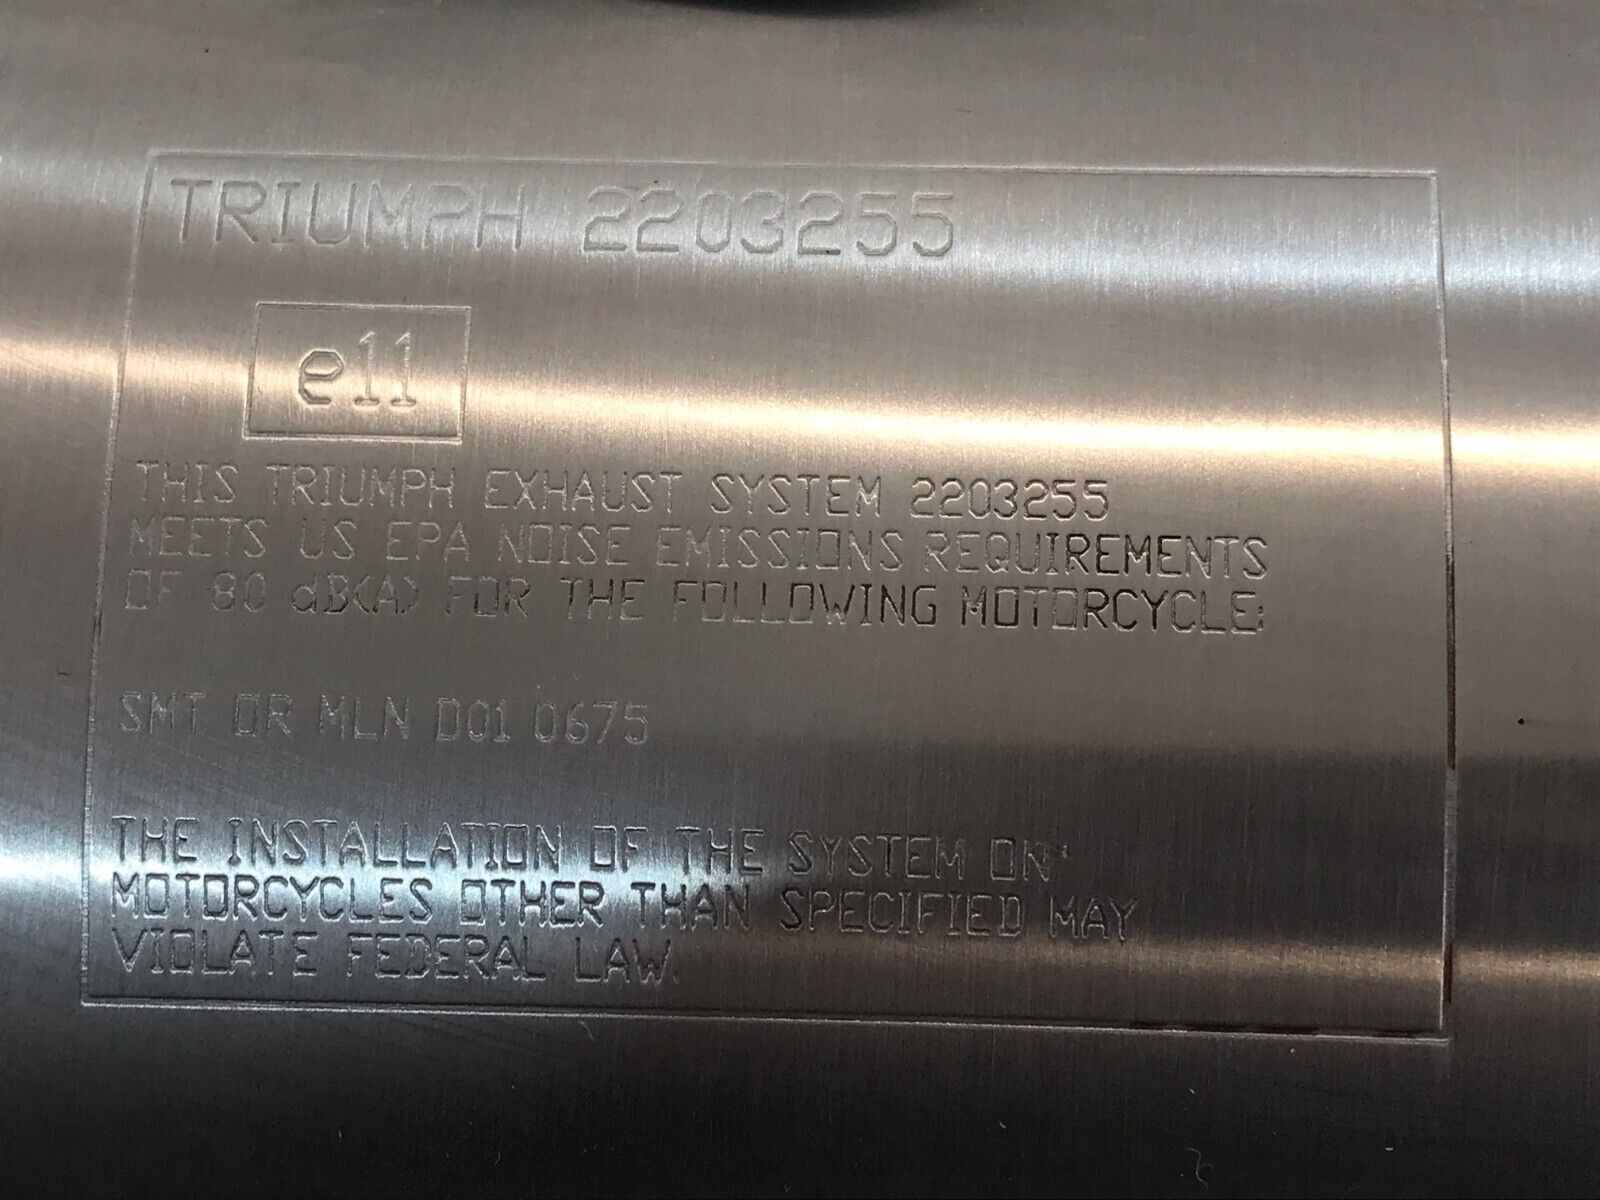 TRIUMPH 2203255
e11
THIS TRIUMPH EXHAUST SYSTEM 2203255
MEETS US EPA NOISE EMISSIONS REQUIREMENTS
OF 80 dB(A) FOR THE FOLLOWING MOTORCYCLE:
SMT OR MLN D01 0675
THE INSTALLATION OF THE SYSTEM ON
MOTORCYCLES OTHER THAN SPECIFIED MAY
VIOLATE FEDERAL LAW.